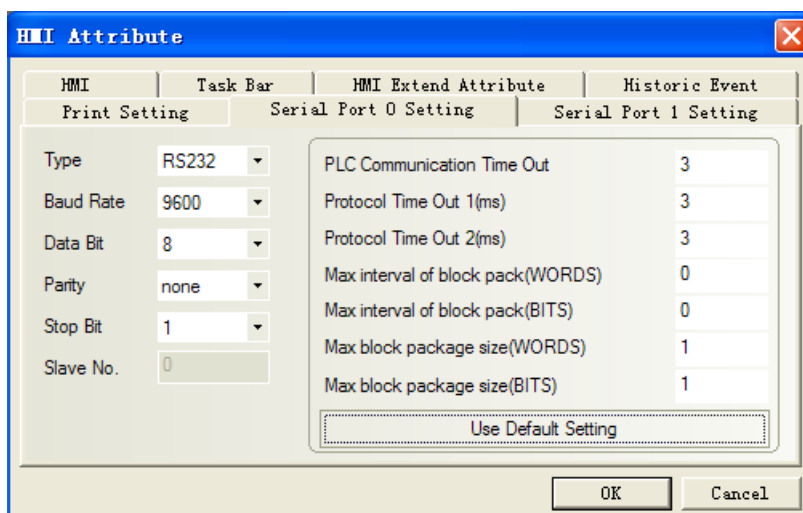 HMI Attribute
HMI Task Bar HMI Extend Attribute Historic Event
Print Setting Serial Port 0 Setting Serial Port 1 Setting
Type RS232
Baud Rate 9600
Data Bit 8
Parity none
Stop Bit 1
Slave No. 0
PLC Communication Time Out 3
Protocol Time Out 1(ms) 3
Protocol Time Out 2(ms) 3
Max interval of block pack(WORDS) 0
Max interval of block pack(BITS) 0
Max block package size(WORDS) 1
Max block package size(BITS) 1
Use Default Setting
OK Cancel